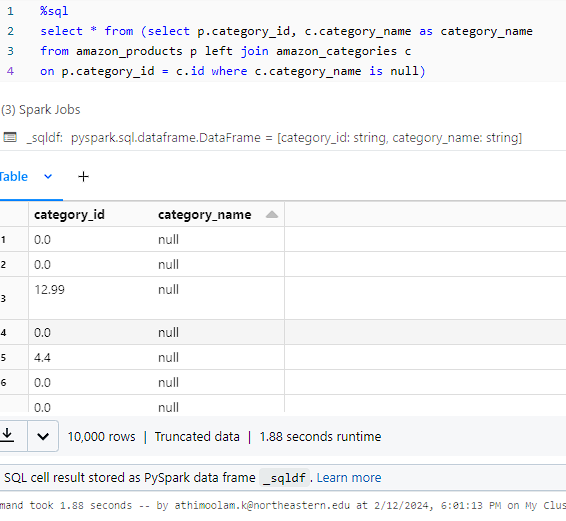 1 %sql
2 select * from (select p.category_id, c.category_name as category_name
3 from amazon_products p left join amazon_categories c
4 on p.category_id = c.id where c.category_name is null)
(3) Spark Jobs
_sqldf: pyspark.sql.dataframe.DataFrame = [category_id: string, category_name: string]
Table +
category_id category_name
1 0.0 null
2 0.0 null
3 12.99 null
4 0.0 null
5 4.4 null
6 0.0 null
0.0 null
10,000 rows | Truncated data | 1.88 seconds runtime
SQL cell result stored as PySpark data frame _sqldf. Learn more
mand took 1.88 seconds -- by athimoolam.k@northeastern.edu at 2/12/2024, 6:01:13 PM on My Clus